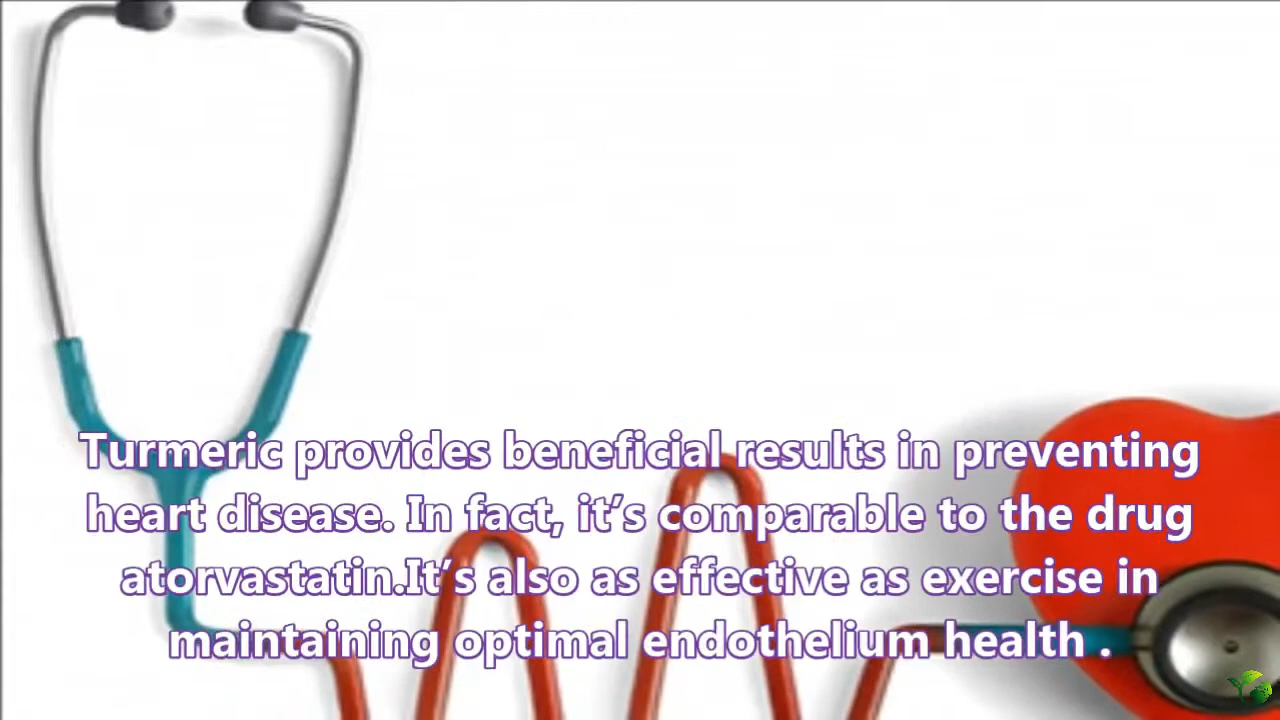 Turmeric provides beneficial results in preventing
heart disease. In fact, it’s comparable to the drug
atorvastatin.It’s also as effective as exercise in
maintaining optimal endothelium health .